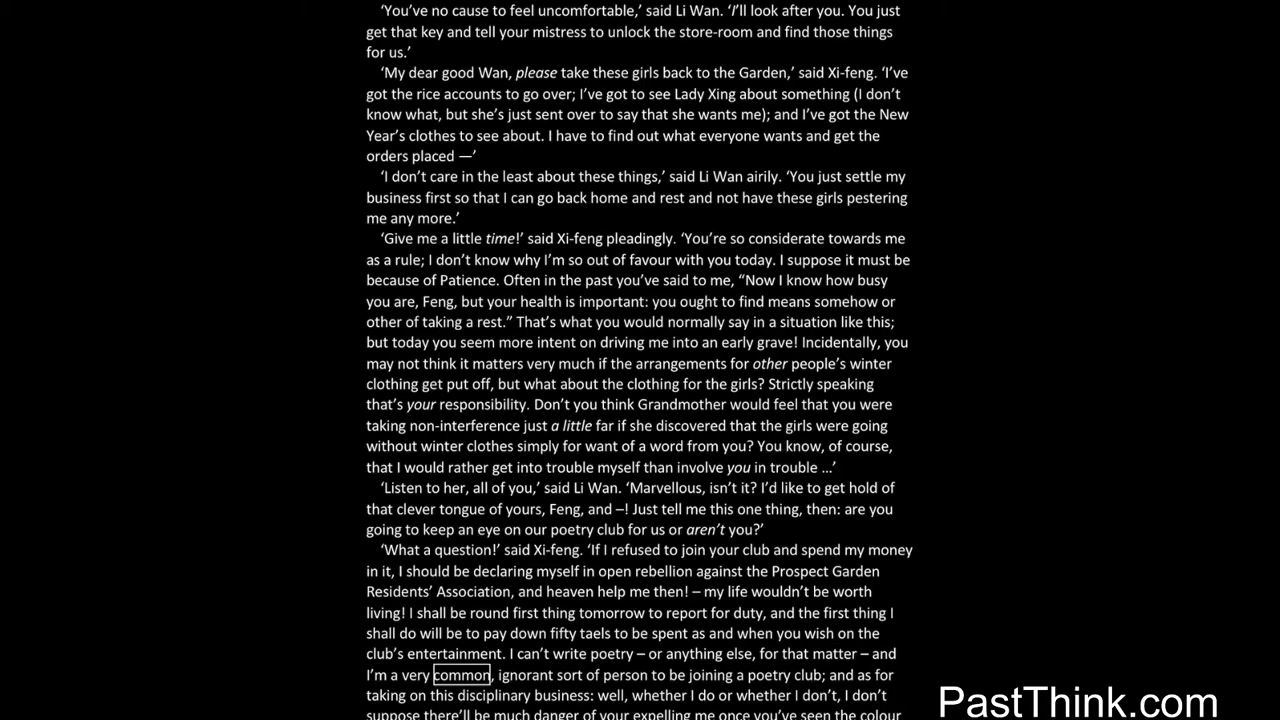 ‘You’ve no cause to feel uncomfortable,’ said Li Wan. ‘I’ll look after you. You just
get that key and tell your mistress to unlock the store-room and find those things
for us.’
‘My dear good Wan, please take these girls back to the Garden,’ said Xi-feng. ‘I’ve
got the rice accounts to go over; I’ve got to see Lady Xing about something (I don’t
know what, but she’s just sent over to say that she wants me); and I’ve got the New
Year’s clothes to see about. I have to find out what everyone wants and get the
orders placed —’
‘I don’t care in the least about these things,’ said Li Wan airily. ‘You just settle my
business first so that I can go back home and rest and not have these girls pestering
me any more.’
‘Give me a little time!’ said Xi-feng pleadingly. ‘You’re so considerate towards me
as a rule; I don’t know why I’m so out of favour with you today. I suppose it must be
because of Patience. Often in the past you’ve said to me, “Now I know how busy
you are, Feng, but your health is important: you ought to find means somehow or
other of taking a rest.” That’s what you would normally say in a situation like this;
but today you seem more intent on driving me into an early grave! Incidentally, you
may not think it matters very much if the arrangements for other people’s winter
clothing get put off, but what about the clothing for the girls? Strictly speaking
that’s your responsibility. Don’t you think Grandmother would feel that you were
taking non-interference just a little far if she discovered that the girls were going
without winter clothes simply for want of a word from you? You know, of course,
that I would rather get into trouble myself than involve you in trouble …’
‘Listen to her, all of you,’ said Li Wan. ‘Marvellous, isn’t it? I’d like to get hold of
that clever tongue of yours, Feng, and –! Just tell me this one thing, then: are you
going to keep an eye on our poetry club for us or aren’t you?’
‘What a question!’ said Xi-feng. ‘If I refused to join your club and spend my money
in it, I should be declaring myself in open rebellion against the Prospect Garden
Residents’ Association, and heaven help me then! – my life wouldn’t be worth
living! I shall be round first thing tomorrow to report for duty, and the first thing I
shall do will be to pay down fifty taels to be spent as and when you wish on the
club’s entertainment. I can’t write poetry – or anything else, for that matter – and
I’m a very common, ignorant sort of person to be joining a poetry club; and as for
taking on this disciplinary business: well, whether I do or whether I don’t, I don’t
suppose there’ll be much danger of your expelling me once you’ve seen the colour
PastThink.com